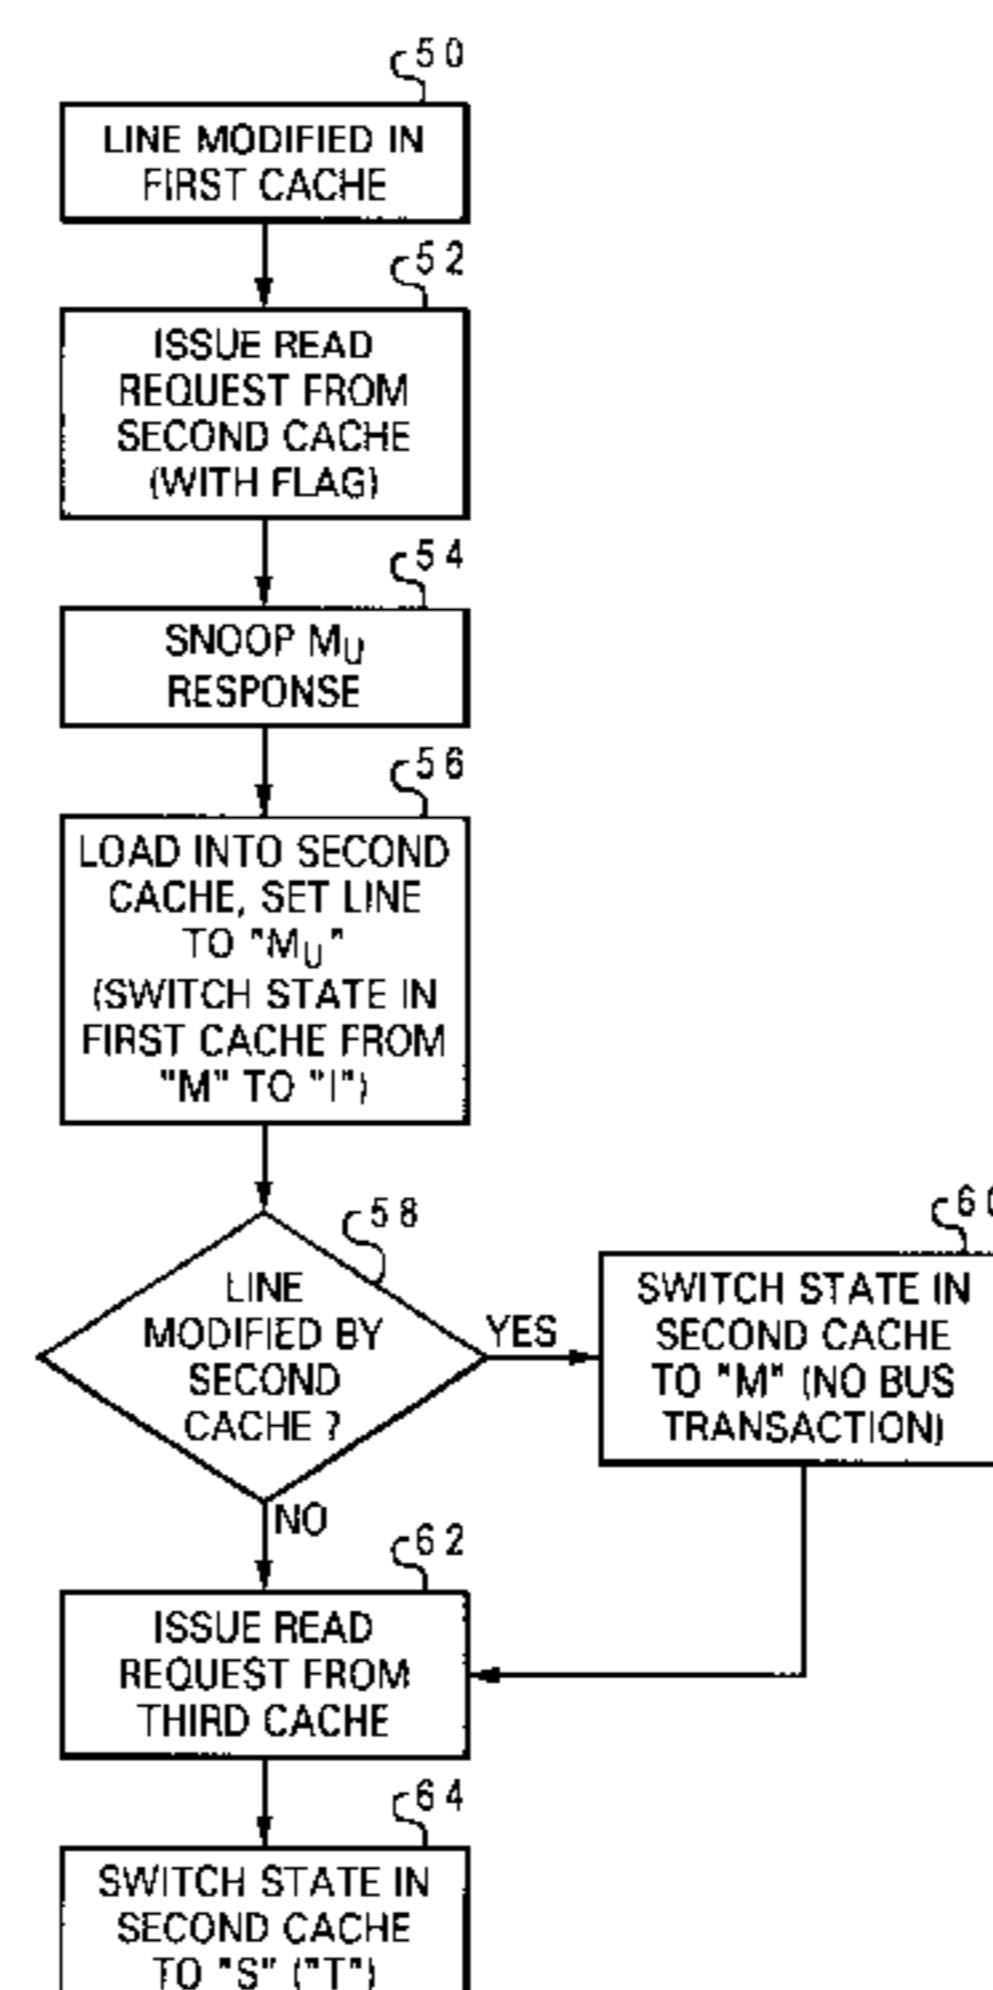 50
LINE MODIFIED IN
FIRST CACHE
52
ISSUE READ
REQUEST FROM
SECOND CACHE
(WITH FLAG)
54
SNOOP MU
RESPONSE
56
LOAD INTO SECOND
CACHE, SET LINE
TO "MU"
(SWITCH STATE IN
FIRST CACHE FROM
"M" TO "I")
58
LINE
MODIFIED BY
SECOND
CACHE ?
YES
60
SWITCH STATE IN
SECOND CACHE
TO "M" (NO BUS
TRANSACTION)
NO
62
ISSUE READ
REQUEST FROM
THIRD CACHE
64
SWITCH STATE IN
SECOND CACHE
TO "S" ("T")